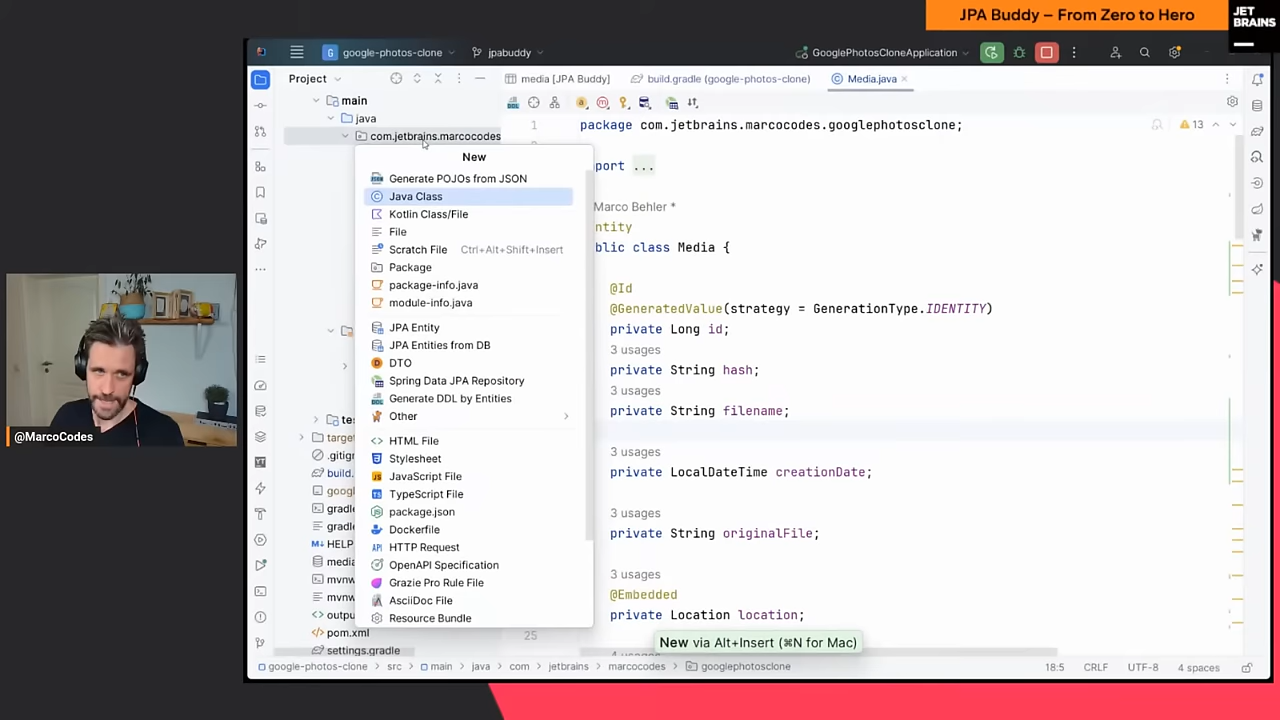 JPA Buddy – From Zero to Hero
JET
BRAINS
G google-photos-clone
jpabuddy
GooglePhotosCloneApplication
Project
media [JPA Buddy]
build.gradle (google-photos-clone)
Media.java
main
java
com.jetbrains.marcocodes
New
Generate POJOs from JSON
Java Class
Kotlin Class/File
File
Scratch File Ctrl+Alt+Shift+Insert
Package
package-info.java
module-info.java
JPA Entity
JPA Entities from DB
DTO
Spring Data JPA Repository
Generate DDL by Entities
Other
HTML File
Stylesheet
JavaScript File
TypeScript File
package.json
Dockerfile
HTTP Request
OpenAPI Specification
Grazie Pro Rule File
AsciiDoc File
Resource Bundle
tes
target
.gitig
build.
googl
gradl
gradle
HELP
media
mvnw
mvnw
outpu
pom.xml
settings.gradle
1 package com.jetbrains.marcocodes.googlephotosclone;
13
port ...
Marco Behler *
ntity
blic class Media {
@Id
@GeneratedValue(strategy = GenerationType.IDENTITY)
private Long id;
3 usages
private String hash;
3 usages
private String filename;
3 usages
private LocalDateTime creationDate;
3 usages
private String originalFile;
3 usages
@Embedded
private Location location;
25
New via Alt+Insert (⌘N for Mac)
google-photos-clone › src › main › java › com › jetbrains › marcocodes › googlephotosclone
18:5 CRLF UTF-8 4 spaces
@MarcoCodes